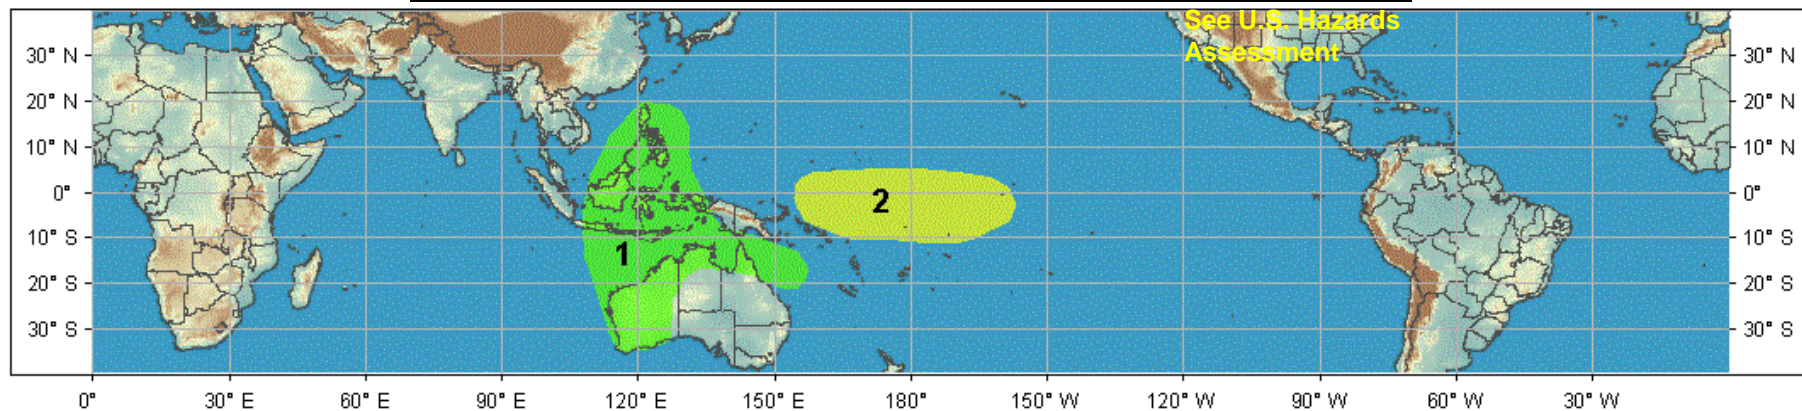 See U.S. Hazards
Assessment
30° N
30° N
20° N
20° N
10° N
10° N
0°
2
0°
10° S
1
10° S
20° S
20° S
30° S
30° S
0°
30° E
60° E
90° E
120° E
150° E
180°
150° W
120° W
90° W
60° W
30° W